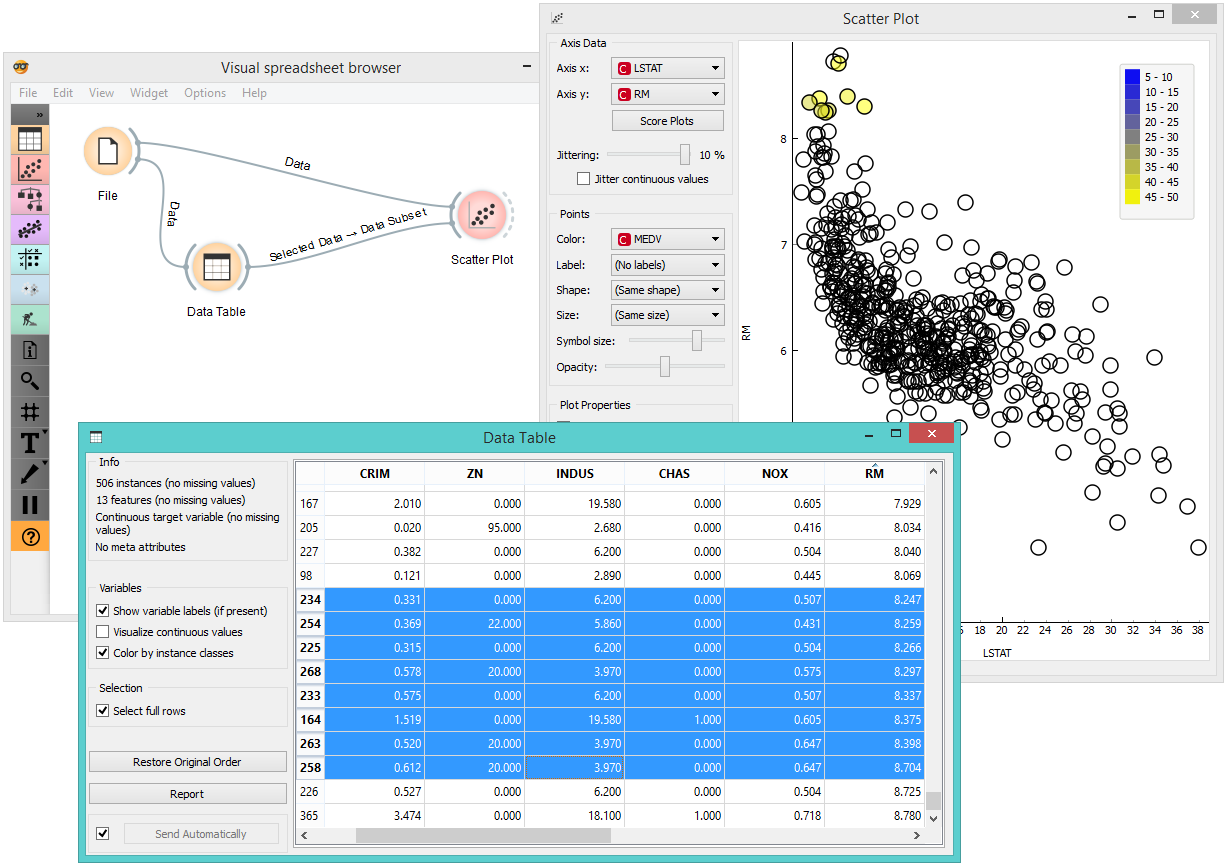 Visual spreadsheet browser
File Edit View Widget Options Help
»
File
Data
Data
Selected Data → Data Subset
Data Table
Scatter Plot
Scatter Plot
Axis Data
Axis x: C LSTAT
Axis y: C RM
Score Plots
Jittering: 10 %
Jitter continuous values
Points
Color: C MEDV
Label: (No labels)
Shape: (Same shape)
Size: (Same size)
Symbol size:
Opacity:
Plot Properties
8
7
6
RM
5 - 10
10 - 15
15 - 20
20 - 25
25 - 30
30 - 35
35 - 40
40 - 45
45 - 50
18 20 22 24 26 28 30 32 34 36 38
LSTAT
Data Table
Info
506 instances (no missing values)
13 features (no missing values)
Continuous target variable (no missing
values)
No meta attributes
Variables
Show variable labels (if present)
Visualize continuous values
Color by instance classes
Selection
Select full rows
Restore Original Order
Report
Send Automatically
CRIM ZN INDUS CHAS NOX RM
167 2.010 0.000 19.580 0.000 0.605 7.929
205 0.020 95.000 2.680 0.000 0.416 8.034
227 0.382 0.000 6.200 0.000 0.504 8.040
98 0.121 0.000 2.890 0.000 0.445 8.069
234 0.331 0.000 6.200 0.000 0.507 8.247
254 0.369 22.000 5.860 0.000 0.431 8.259
225 0.315 0.000 6.200 0.000 0.504 8.266
268 0.578 20.000 3.970 0.000 0.575 8.297
233 0.575 0.000 6.200 0.000 0.507 8.337
164 1.519 0.000 19.580 1.000 0.605 8.375
263 0.520 20.000 3.970 0.000 0.647 8.398
258 0.612 20.000 3.970 0.000 0.647 8.704
226 0.527 0.000 6.200 0.000 0.504 8.725
365 3.474 0.000 18.100 1.000 0.718 8.780